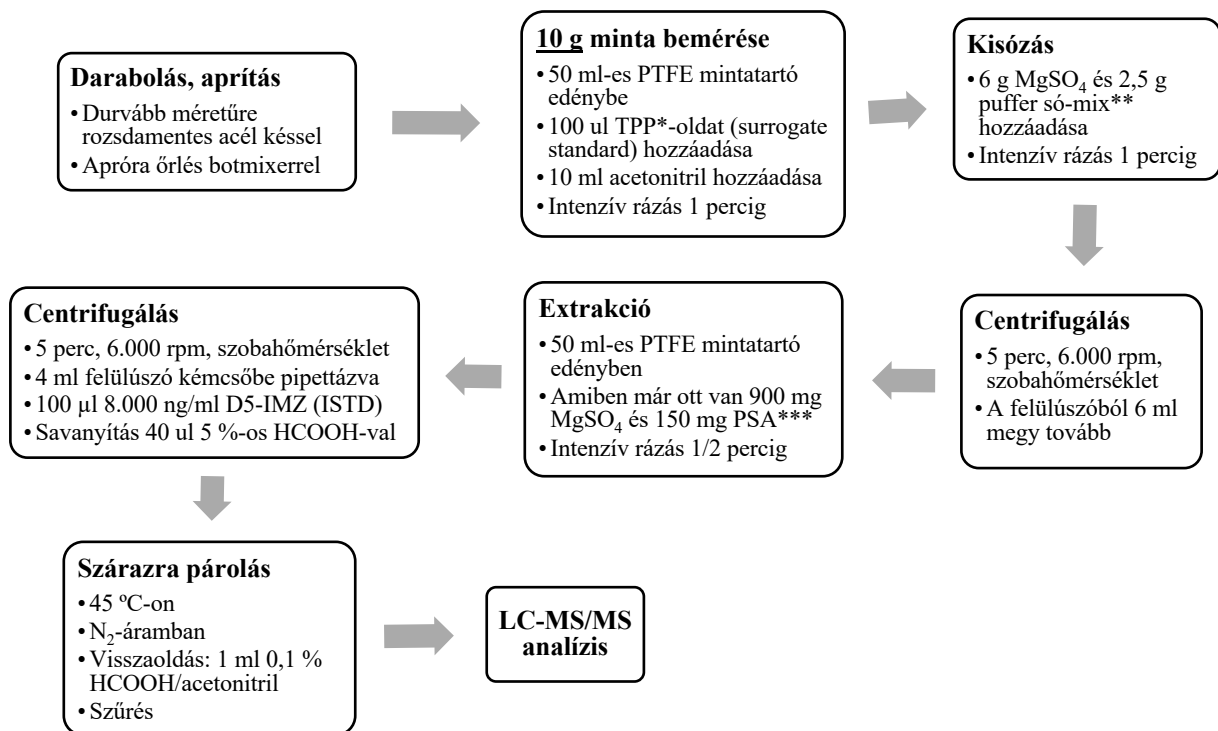 Darabolás, aprítás
• Durvább méretűre
rozsdamentes acél késsel
• Apróra őrlés botmixerrel
10 g minta bemérése
• 50 ml-es PTFE mintatartó
edénybe
• 100 ul TPP*-oldat (surrogate
standard) hozzáadása
• 10 ml acetonitril hozzáadása
• Intenzív rázás 1 percig
Kisózás
• 6 g MgSO₄ és 2,5 g
puffer só-mix**
hozzáadása
• Intenzív rázás 1 percig
Centrifugálás
• 5 perc, 6.000 rpm,
szobahőmérséklet
• A felülúszóból 6 ml
megy tovább
Extrakció
• 50 ml-es PTFE mintatartó
edényben
• Amiben már ott van 900 mg
MgSO₄ és 150 mg PSA***
• Intenzív rázás 1/2 percig
Centrifugálás
• 5 perc, 6.000 rpm, szobahőmérséklet
• 4 ml felülúszó kémcsőbe pipettázva
• 100 µl 8.000 ng/ml D5-IMZ (ISTD)
• Savanyítás 40 ul 5 %-os HCOOH-val
Szárazra párolás
• 45 ºC-on
• N₂-áramban
• Visszaoldás: 1 ml 0,1 %
HCOOH/acetonitril
• Szűrés
LC-MS/MS
analízis